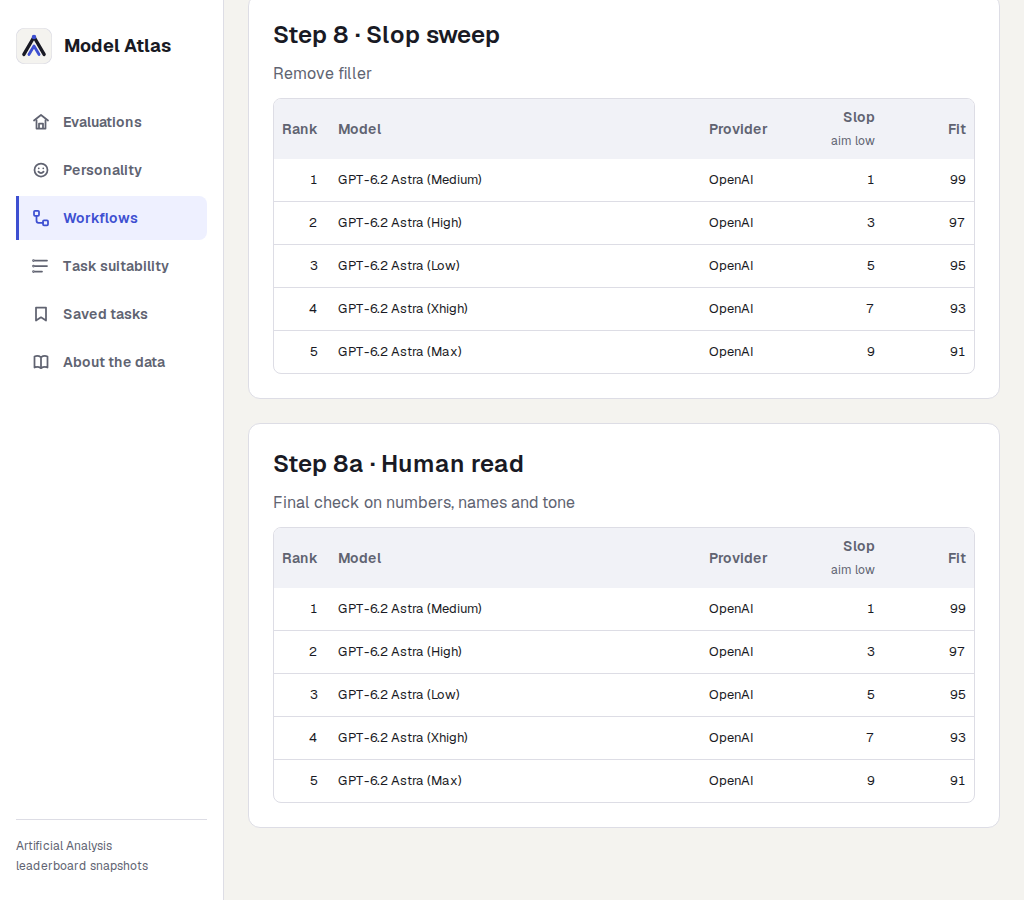 Model Atlas
Evaluations
Personality
Workflows
Task suitability
Saved tasks
About the data
Artificial Analysis
leaderboard snapshots
Step 8 · Slop sweep
Remove filler
Rank Model Provider Slop aim low Fit
1 GPT-6.2 Astra (Medium) OpenAI 1 99
2 GPT-6.2 Astra (High) OpenAI 3 97
3 GPT-6.2 Astra (Low) OpenAI 5 95
4 GPT-6.2 Astra (Xhigh) OpenAI 7 93
5 GPT-6.2 Astra (Max) OpenAI 9 91
Step 8a · Human read
Final check on numbers, names and tone
Rank Model Provider Slop aim low Fit
1 GPT-6.2 Astra (Medium) OpenAI 1 99
2 GPT-6.2 Astra (High) OpenAI 3 97
3 GPT-6.2 Astra (Low) OpenAI 5 95
4 GPT-6.2 Astra (Xhigh) OpenAI 7 93
5 GPT-6.2 Astra (Max) OpenAI 9 91